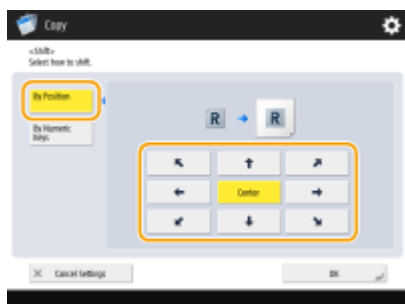 Copy
<Shift>
Select how to shift.
By Position
By Numeric
Keys
R
R
Center
Cancel Settings
OK